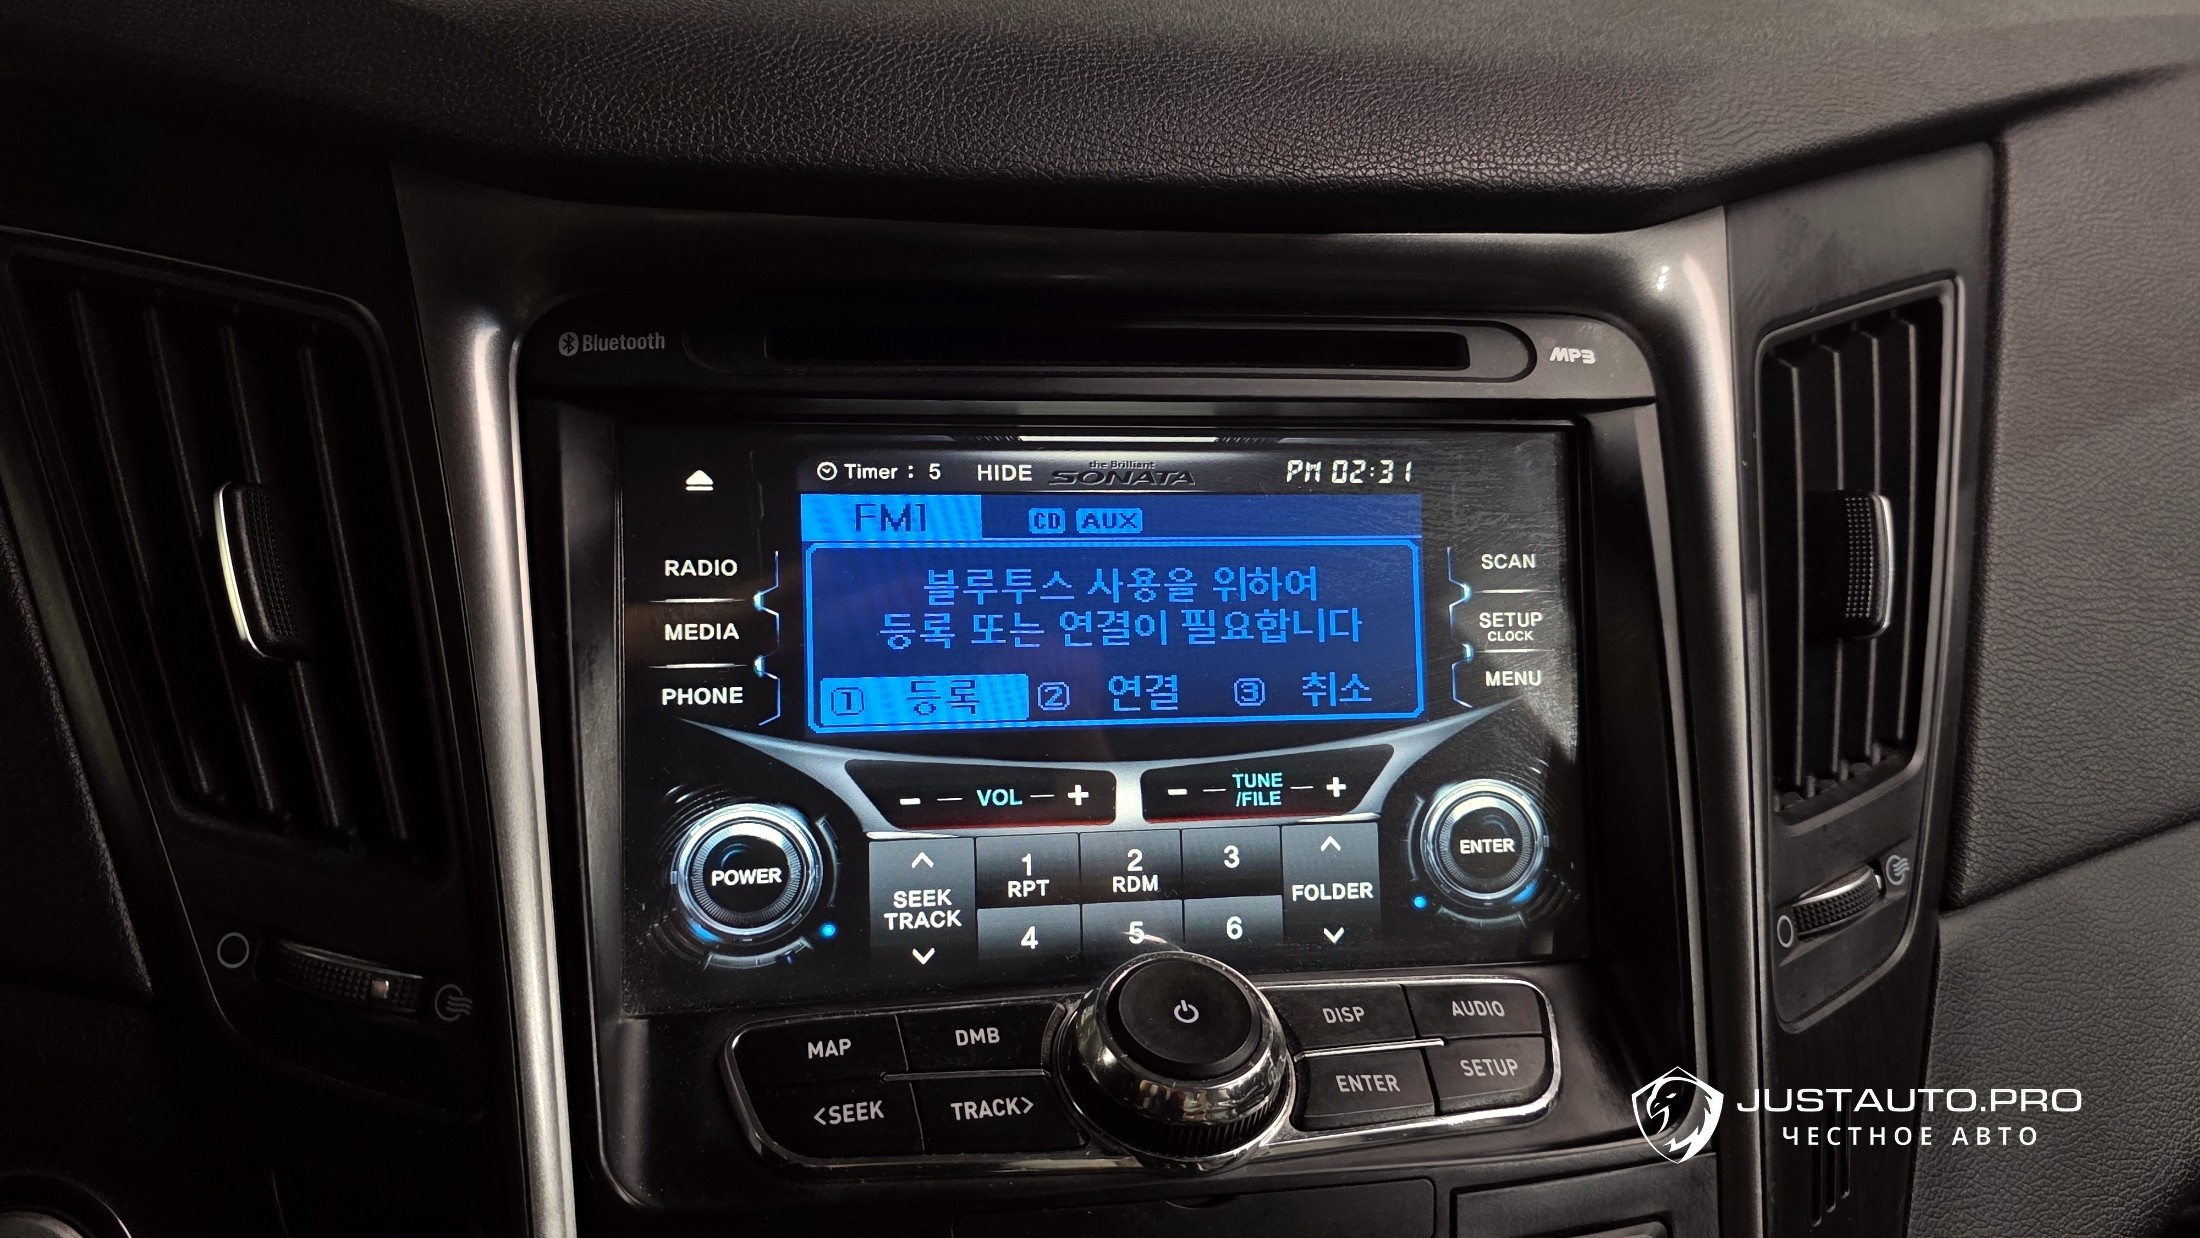 Bluetooth
MP3
Timer : 5 HIDE the Brilliant SONATA PM 02:31
FM1 CD AUX
RADIO
MEDIA
PHONE
블루투스 사용을 위하여
등록 또는 연결이 필요합니다
① 등록 ② 연결 ③ 취소
SCAN
SETUP
CLOCK
MENU
- VOL +
- TUNE /FILE +
POWER
SEEK
TRACK
1
RPT
2
RDM
3
4
5
6
FOLDER
ENTER
MAP
DMB
<SEEK
TRACK>
DISP
AUDIO
ENTER
SETUP
JUSTAUTO.PRO
ЧЕСТНОЕ АВТО